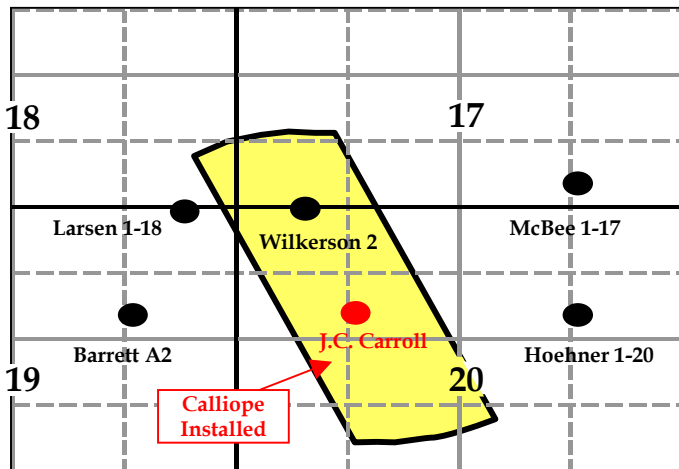 18
17
Larsen 1-18
Wilkerson 2
McBee 1-17
Barrett A2
J.C. Carroll
Hoehner 1-20
19
20
Calliope
Installed